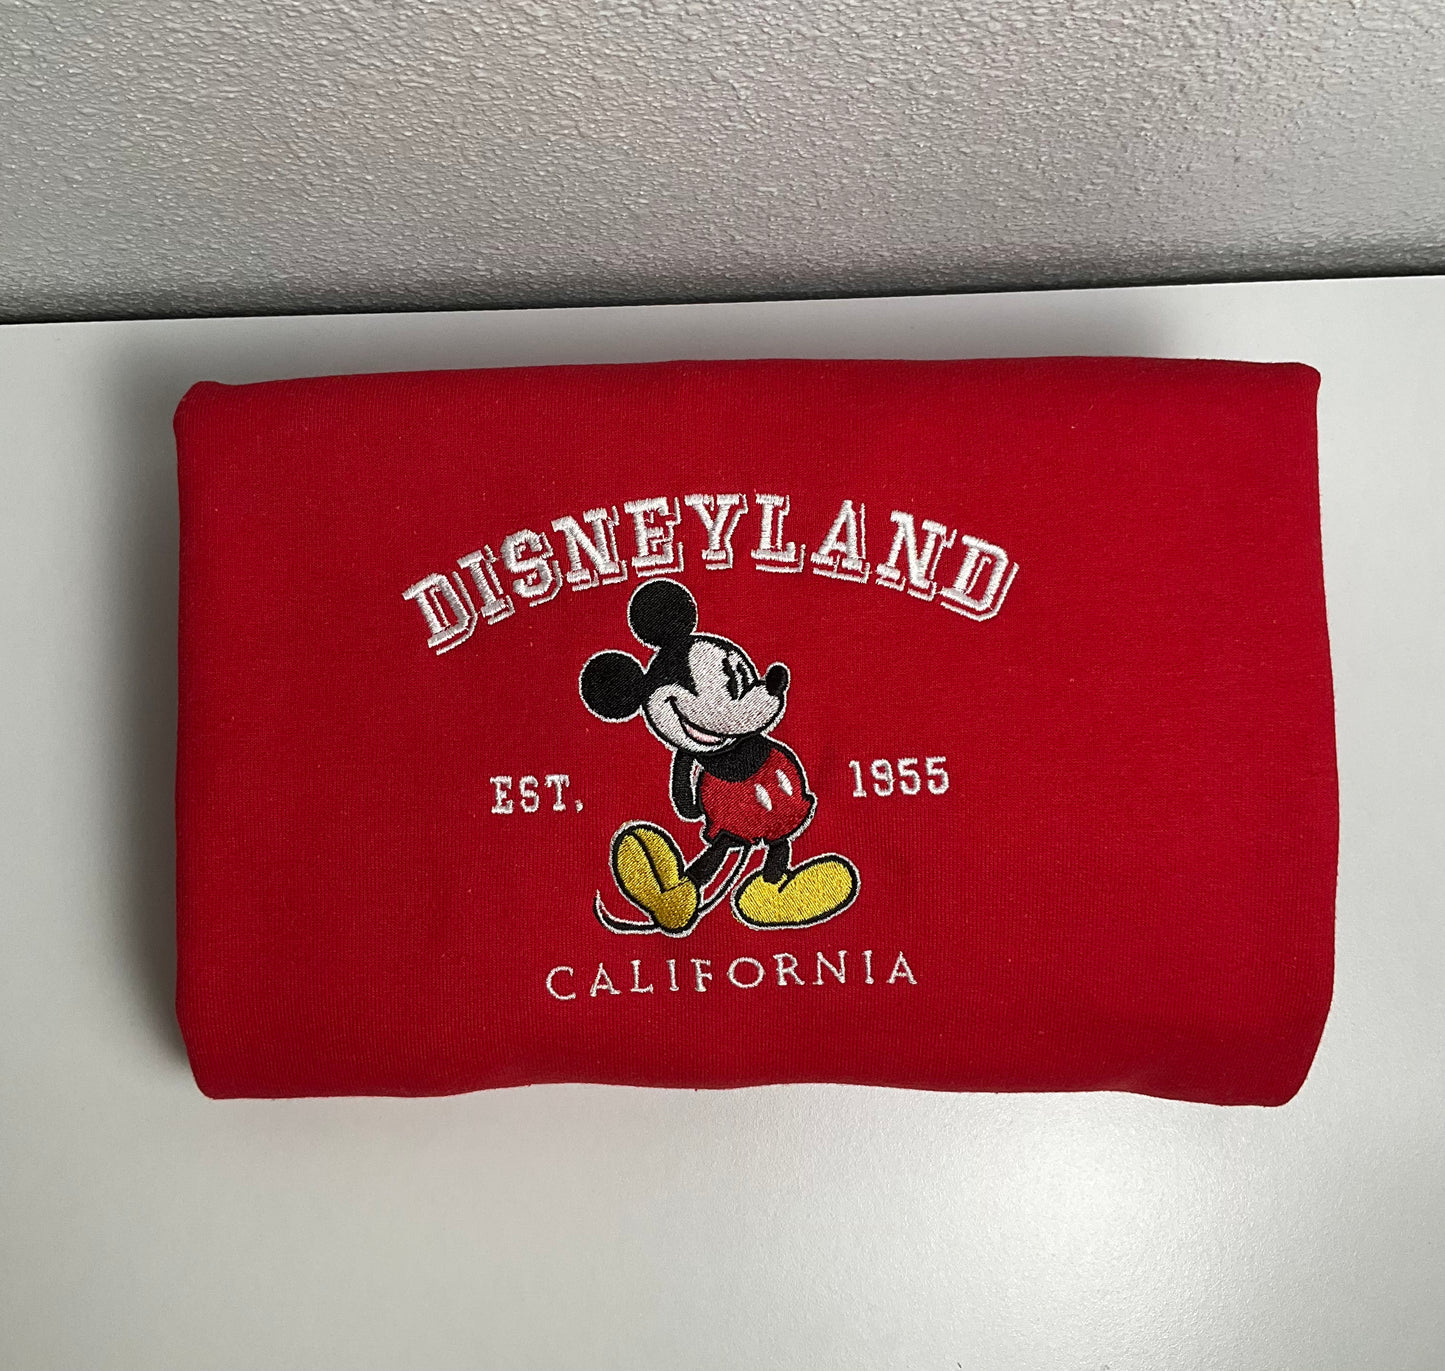 DISNEYLAND
EST. 1955
CALIFORNIA